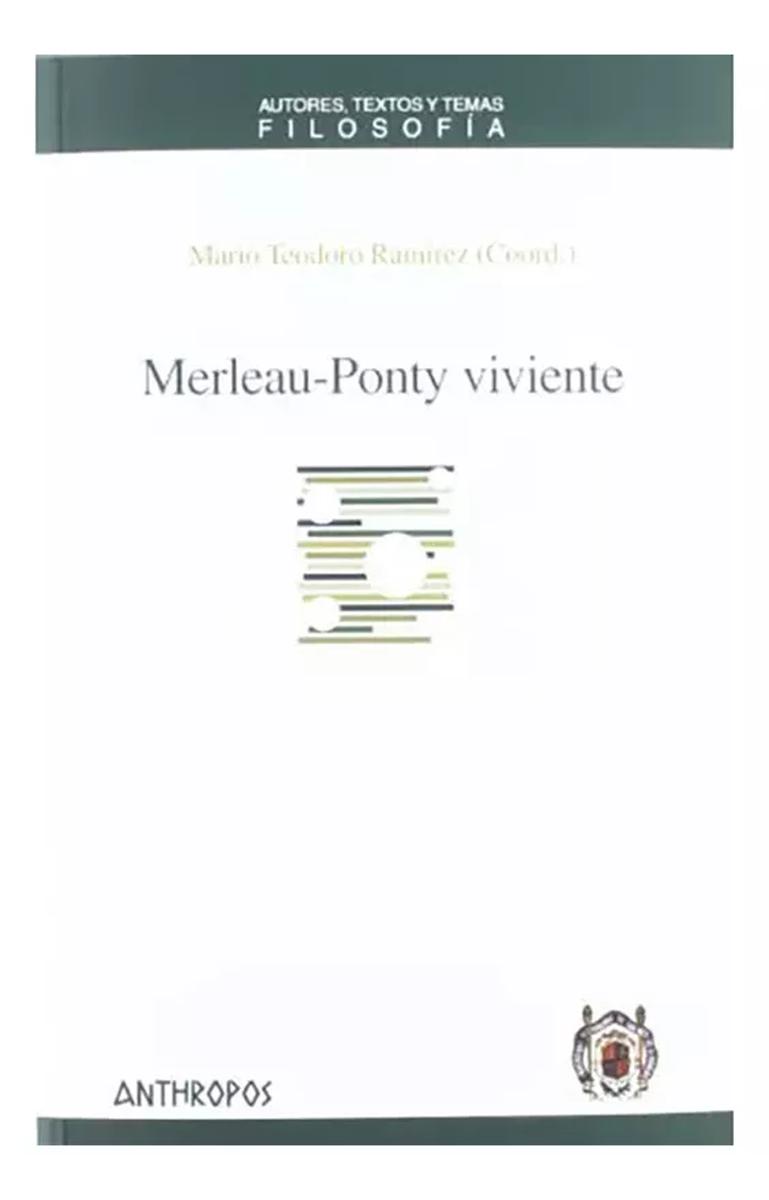 AUTORES, TEXTOS Y TEMAS
FILOSOFÍA
Mario Teodoro Ramírez (Coord.)
Merleau-Ponty viviente
ANTHROPOS